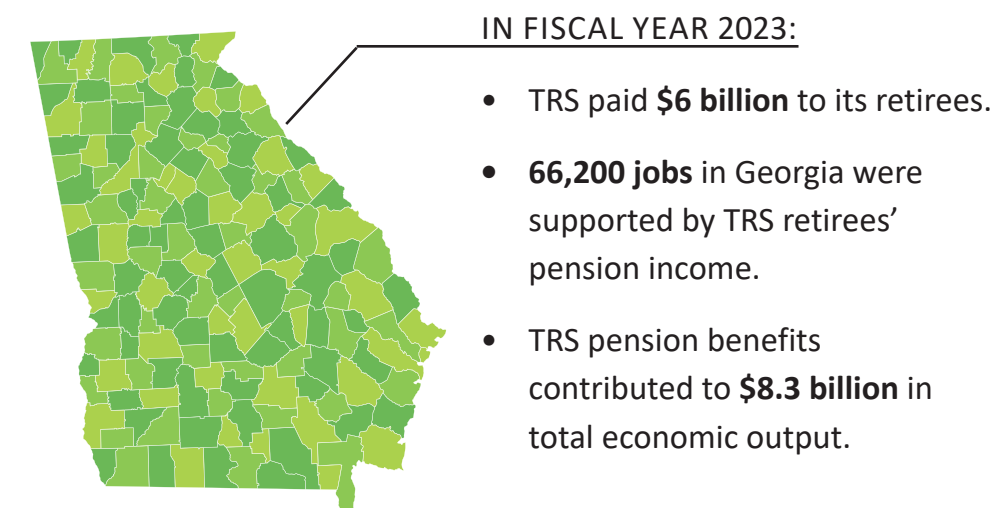 IN FISCAL YEAR 2023:
• TRS paid $6 billion to its retirees.
• 66,200 jobs in Georgia were
supported by TRS retirees’
pension income.
• TRS pension benefits
contributed to $8.3 billion in
total economic output.